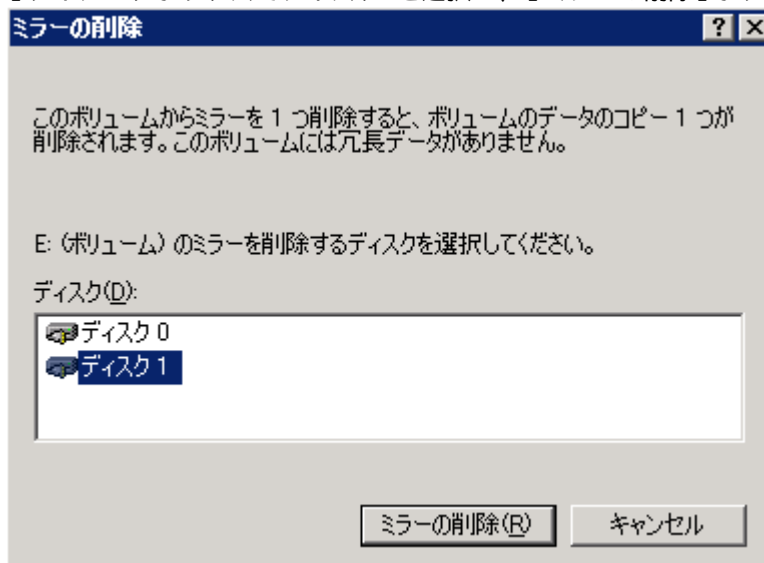 ミラーの削除
このボリュームからミラーを 1 つ削除すると、ボリュームのデータのコピー 1 つが
削除されます。このボリュームには冗長データがありません。
E: (ボリューム) のミラーを削除するディスクを選択してください。
ディスク(D):
ディスク 0
ディスク 1
ミラーの削除(R) キャンセル